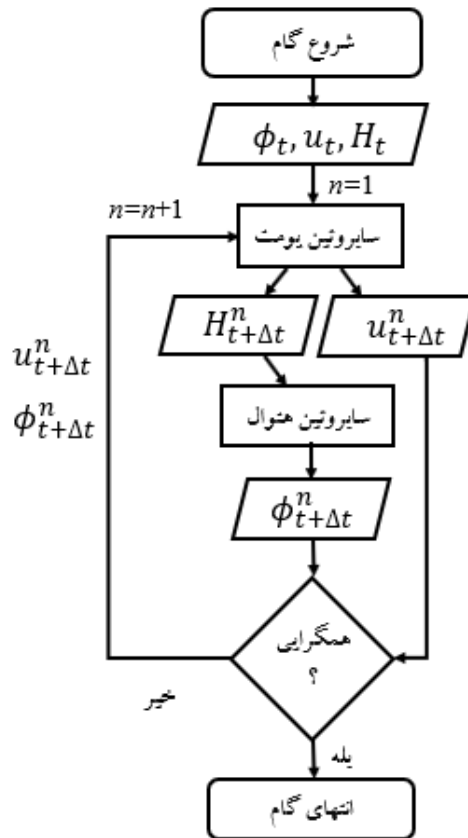 شروع گام
ϕ_t, u_t, H_t
n=1
n=n+1
سابروتین یومت
H^n_{t+Δt}
u^n_{t+Δt}
u^n_{t+Δt}
ϕ^n_{t+Δt}
سابروتین هتوال
ϕ^n_{t+Δt}
همگرایی
؟
خیر
بله
انتهای گام